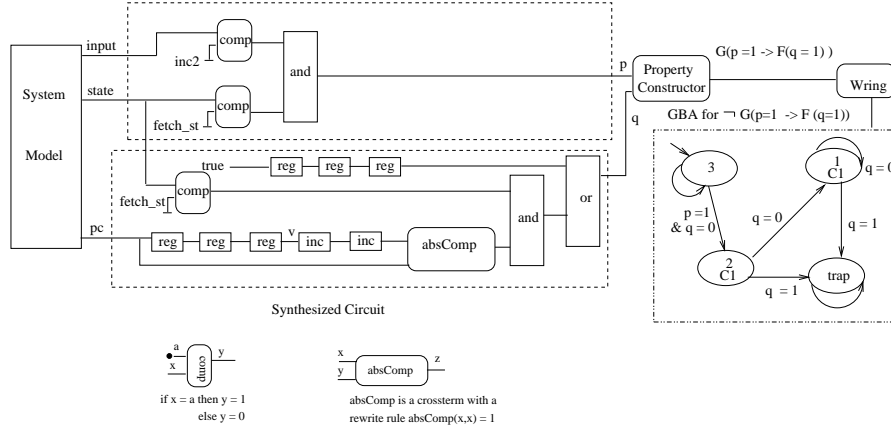 input
comp
inc2
and
System
Model
state
comp
fetch_st
p
q
Property
Constructor
G(p =1 -> F(q = 1) )
Wring
GBA for ¬ G(p=1 -> F (q=1))
true
reg
reg
reg
comp
fetch_st
and
or
pc
reg
reg
reg
v
inc
inc
absComp
Synthesized Circuit
3
1
C1
q = 0
p =1
& q = 0
q = 0
q = 1
2
C1
q = 1
trap
a
x
comp
y
if x = a then y = 1
else y = 0
x
y
absComp
z
absComp is a crossterm with a
rewrite rule absComp(x,x) = 1